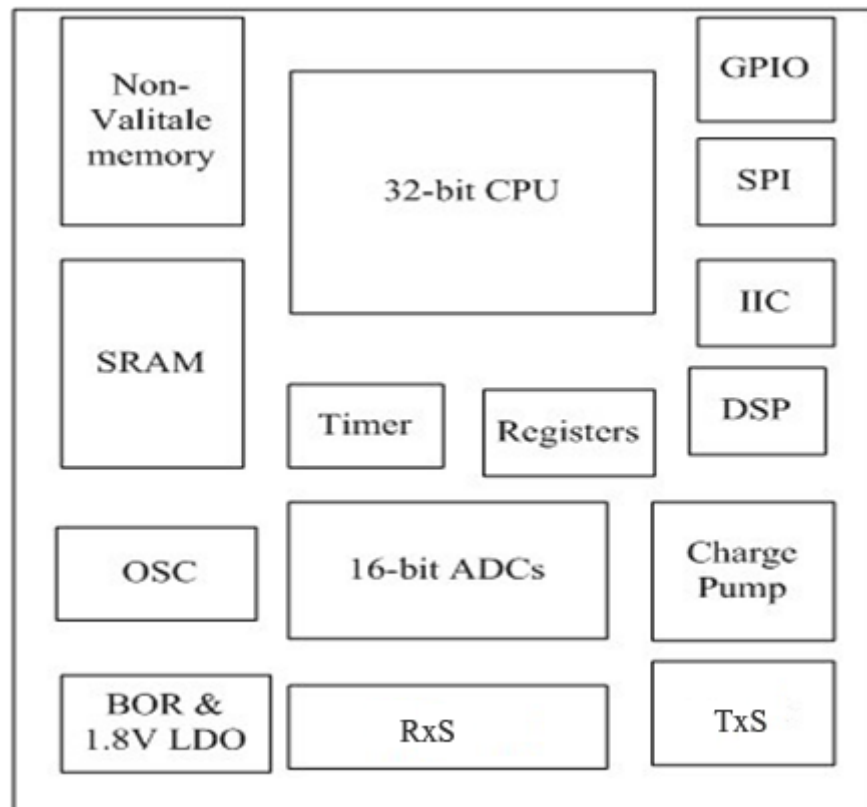 Non-
Valitale
memory
32-bit CPU
GPIO
SPI
SRAM
IIC
Timer
Registers
DSP
OSC
16-bit ADCs
Charge
Pump
BOR &
1.8V LDO
RxS
TxS